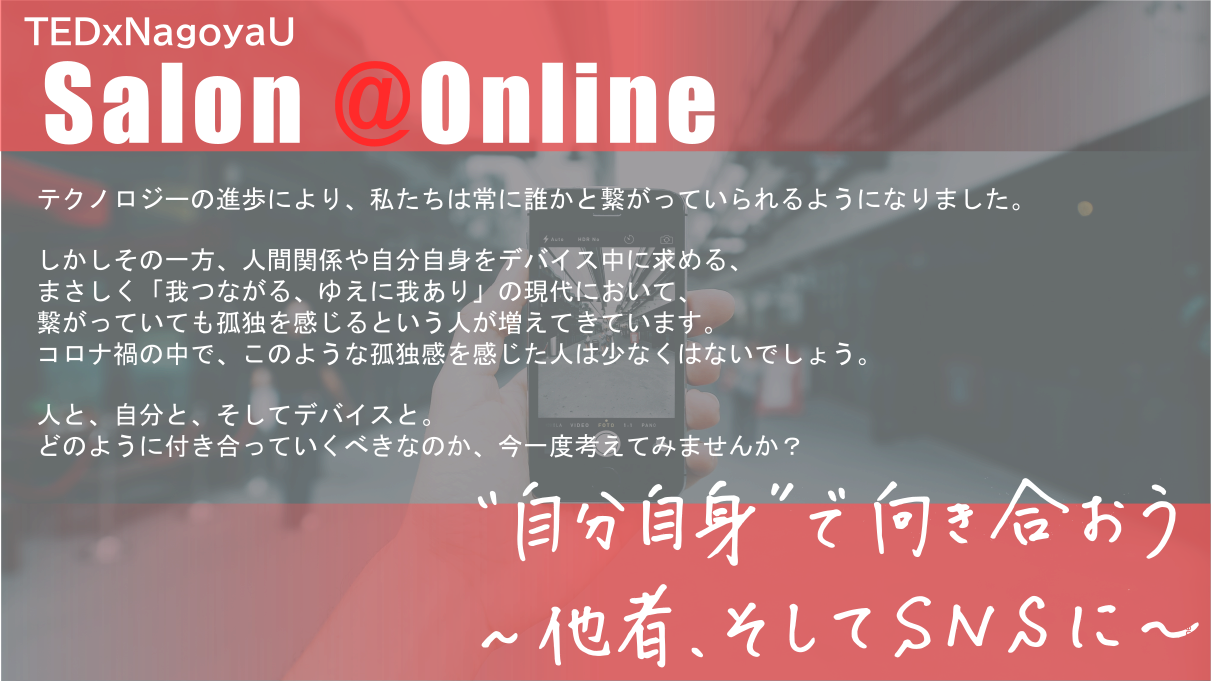 TEDxNagoyaU
Salon @Online
テクノロジーの進歩により、私たちは常に誰かと繋がっていられるようになりました。
しかしその一方、人間関係や自分自身をデバイス中に求める、
まさしく「我つながる、ゆえに我あり」の現代において、
繋がっていても孤独を感じるという人が増えてきています。
コロナ禍の中で、このような孤独感を感じた人は少なくはないでしょう。
人と、自分と、そしてデバイスと。
どのように付き合っていくべきなのか、今一度考えてみませんか？
Auto
VIDEO FOTO 1:1 PANO
“自分自身”で向き合おう
~他者、そしてSNSに~